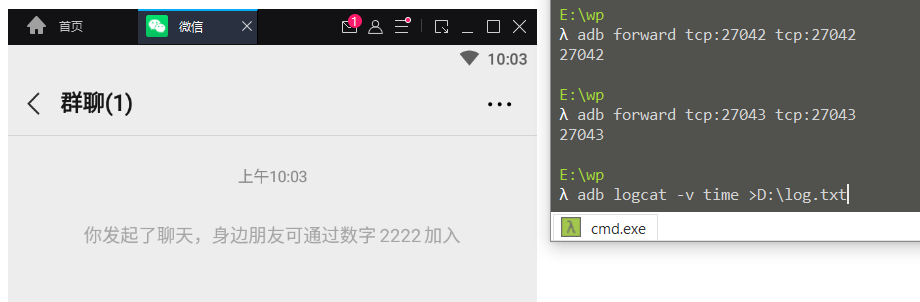 首页
微信
1
10:03
群聊(1)
上午10:03
你发起了聊天，身边朋友可通过数字 2222 加入
E:\wp
λ adb forward tcp:27042 tcp:27042
27042
E:\wp
λ adb forward tcp:27043 tcp:27043
27043
E:\wp
λ adb logcat -v time >D:\log.txt
λ cmd.exe